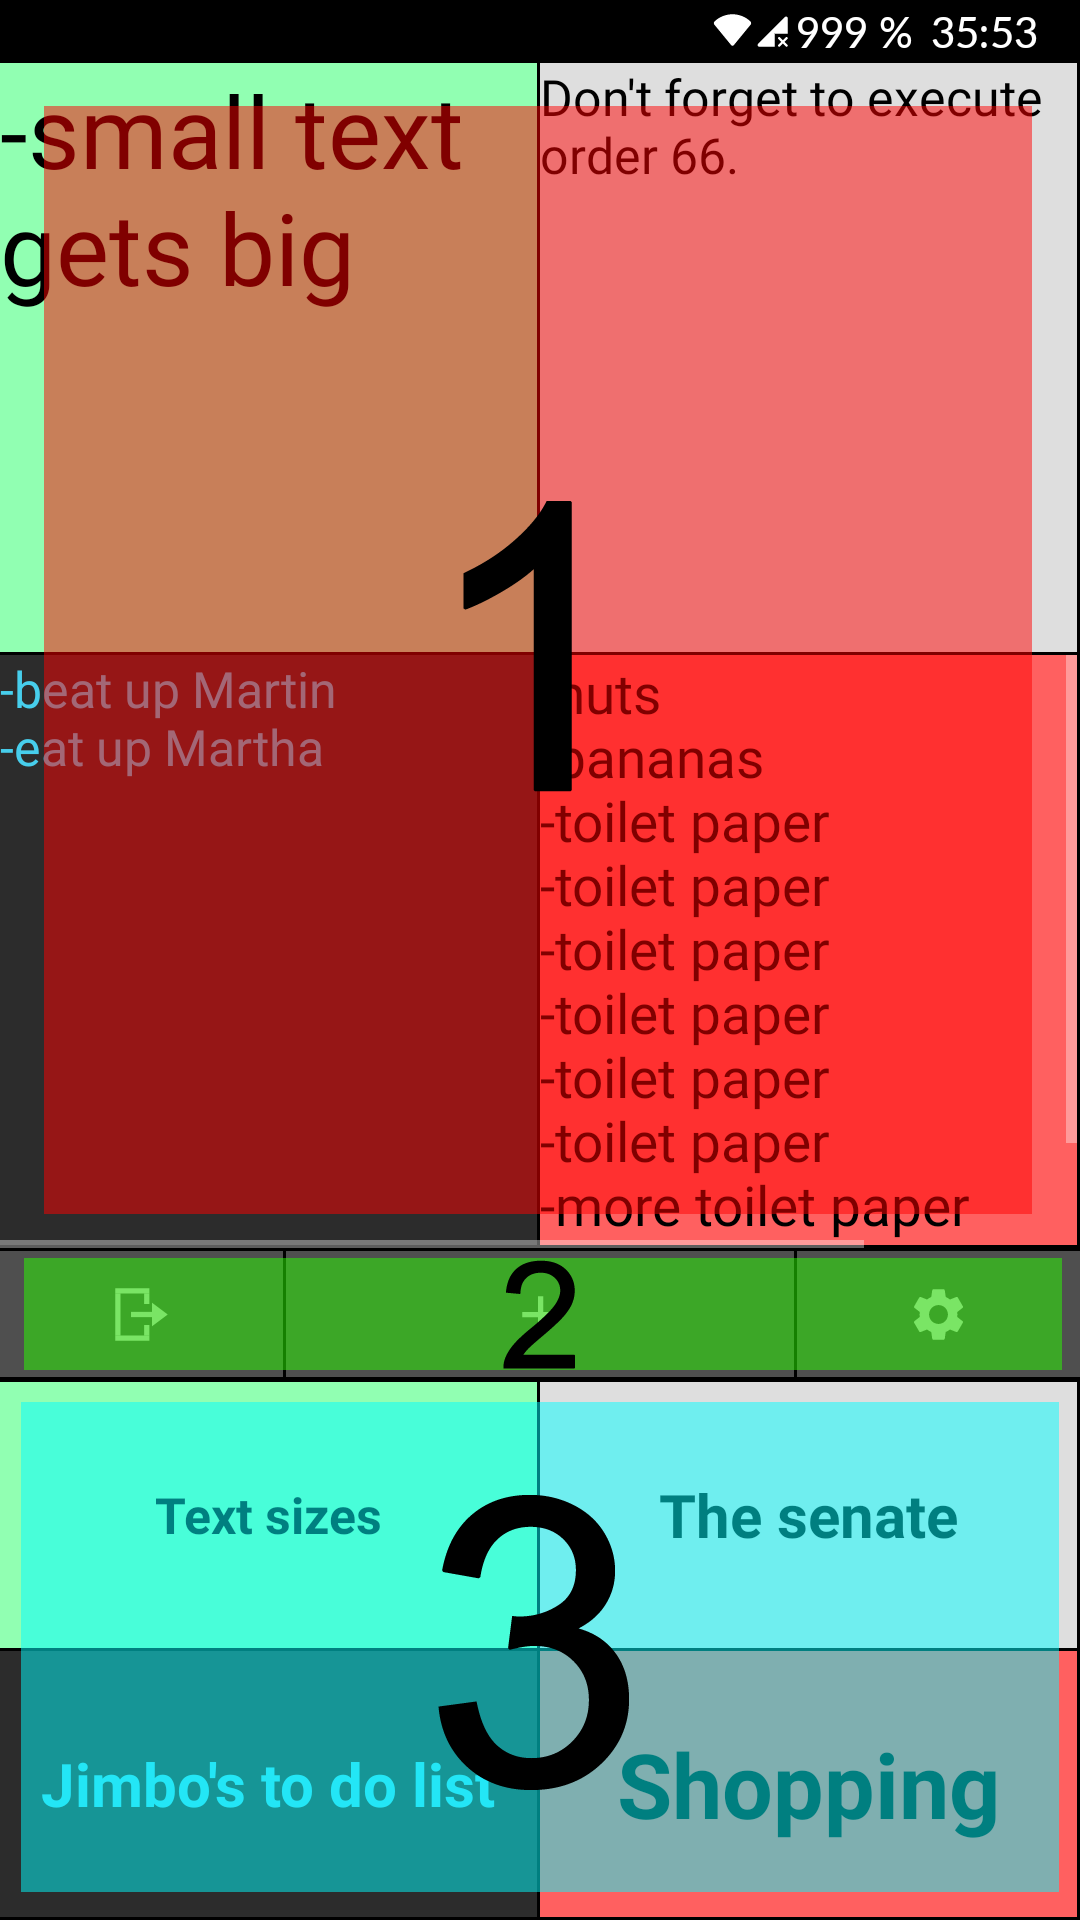 999 % 35:53
-small text
gets big
Don't forget to execute
order 66.
1
-beat up Martin
-eat up Martha
nuts
bananas
-toilet paper
-toilet paper
-toilet paper
-toilet paper
-toilet paper
-toilet paper
-more toilet paper
+
2
Text sizes
The senate
3
Jimbo's to do list
Shopping